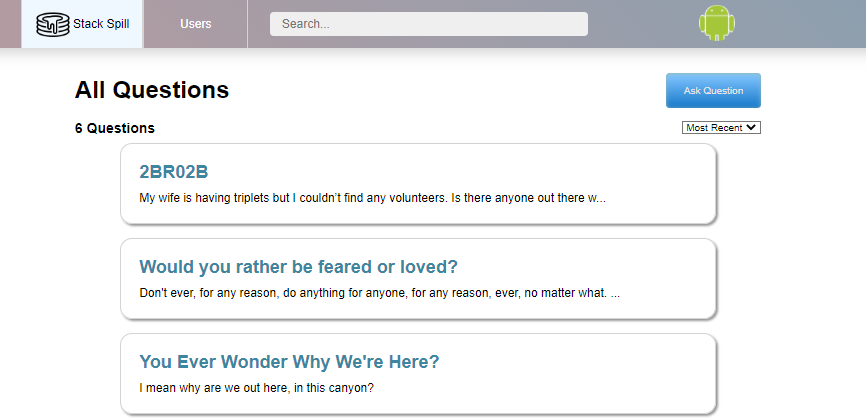 Stack Spill
Users
Search...
All Questions
Ask Question
6 Questions
Most Recent
2BR02B
My wife is having triplets but I couldn't find any volunteers. Is there anyone out there w...
Would you rather be feared or loved?
Don't ever, for any reason, do anything for anyone, for any reason, ever, no matter what. ...
You Ever Wonder Why We're Here?
I mean why are we out here, in this canyon?